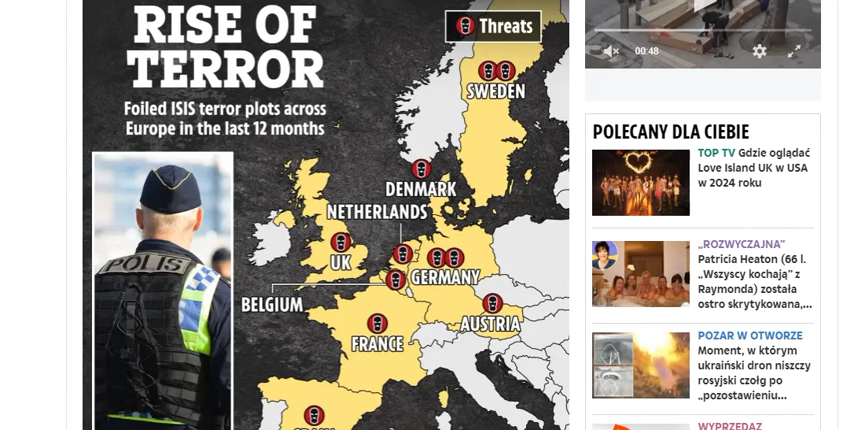 RISE OF
TERROR
Foiled ISIS terror plots across
Europe in the last 12 months
Threats
SWEDEN
DENMARK
NETHERLANDS
UK
GERMANY
BELGIUM
AUSTRIA
FRANCE
POLIS
00:48
POLECANY DLA CIEBIE
TOP TV Gdzie oglądać
Love Island UK w USA
w 2024 roku
„ROZWYCZAJNA”
Patricia Heaton (66 l.
„Wszyscy kochają” z
Raymonda) została
ostro skrytykowana,...
POZAR W OTWORZE
Moment, w którym
ukraiński dron niszczy
rosyjski czołg po
„pozostawieniu...
WYPRZEDAZ